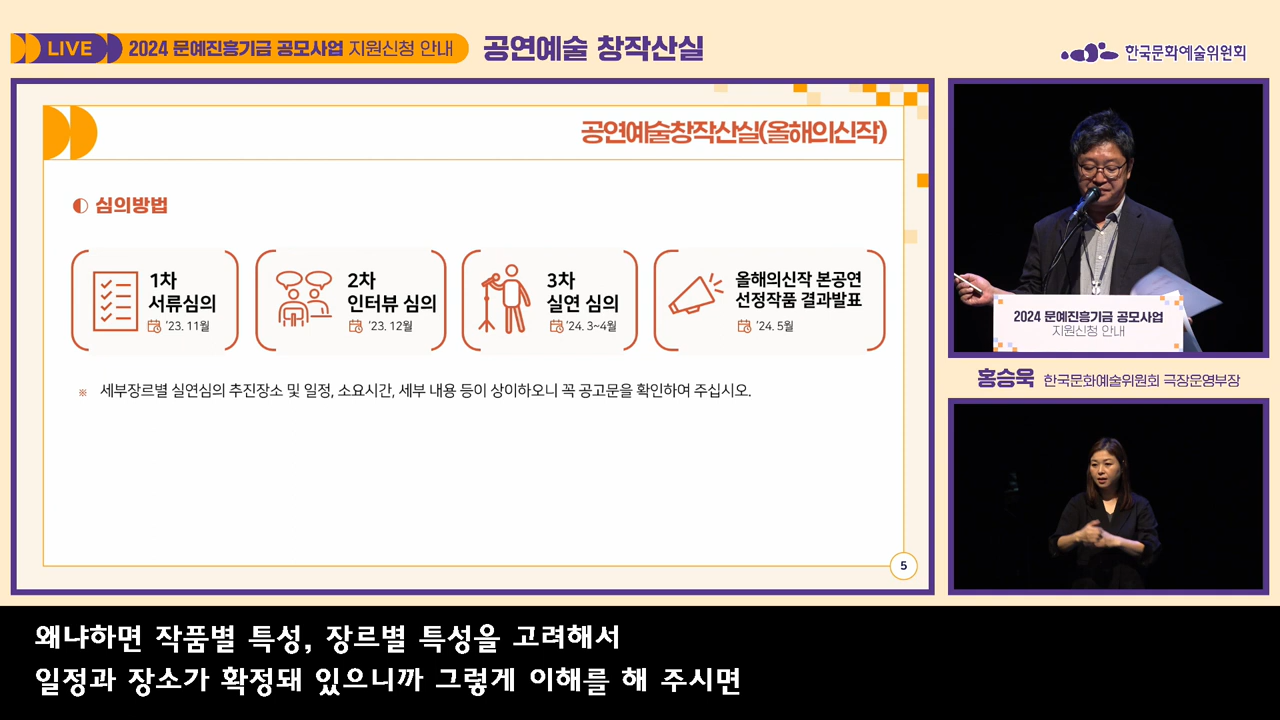 LIVE 2024 문예진흥기금 공모사업 지원신청 안내 공연예술 창작산실
한국문화예술위원회
공연예술창작산실(올해의신작)
심의방법
1차
서류심의
'23. 11월
2차
인터뷰 심의
'23. 12월
3차
실연 심의
'24. 3~4월
올해의신작 본공연
선정작품 결과발표
'24. 5월
※ 세부장르별 실연심의 추진장소 및 일정, 소요시간, 세부 내용 등이 상이하오니 꼭 공고문을 확인하여 주십시오.
5
2024 문예진흥기금 공모사업
지원신청 안내
홍승욱 한국문화예술위원회 극장운영부장
왜냐하면 작품별 특성, 장르별 특성을 고려해서
일정과 장소가 확정돼 있으니까 그렇게 이해를 해 주시면